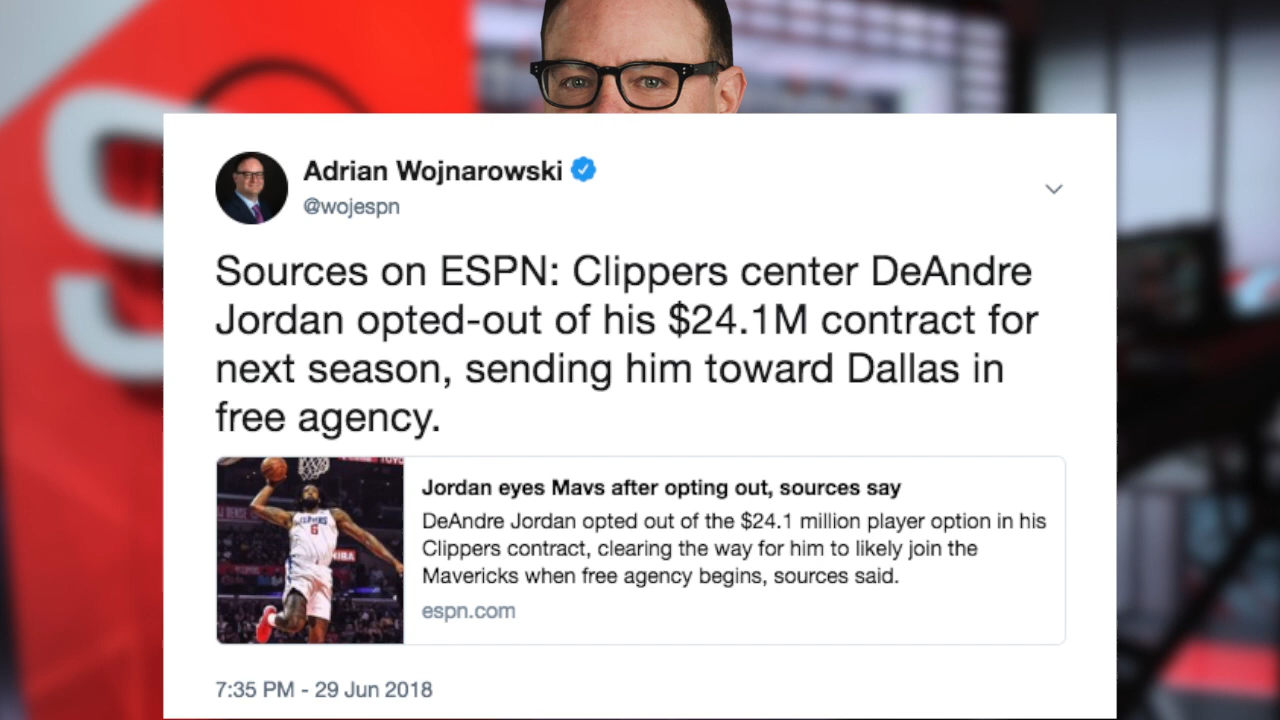 Adrian Wojnarowski
@wojespn
Sources on ESPN: Clippers center DeAndre
Jordan opted-out of his $24.1M contract for
next season, sending him toward Dallas in
free agency.
Jordan eyes Mavs after opting out, sources say
DeAndre Jordan opted out of the $24.1 million player option in his
Clippers contract, clearing the way for him to likely join the
Mavericks when free agency begins, sources said.
espn.com
7:35 PM - 29 Jun 2018